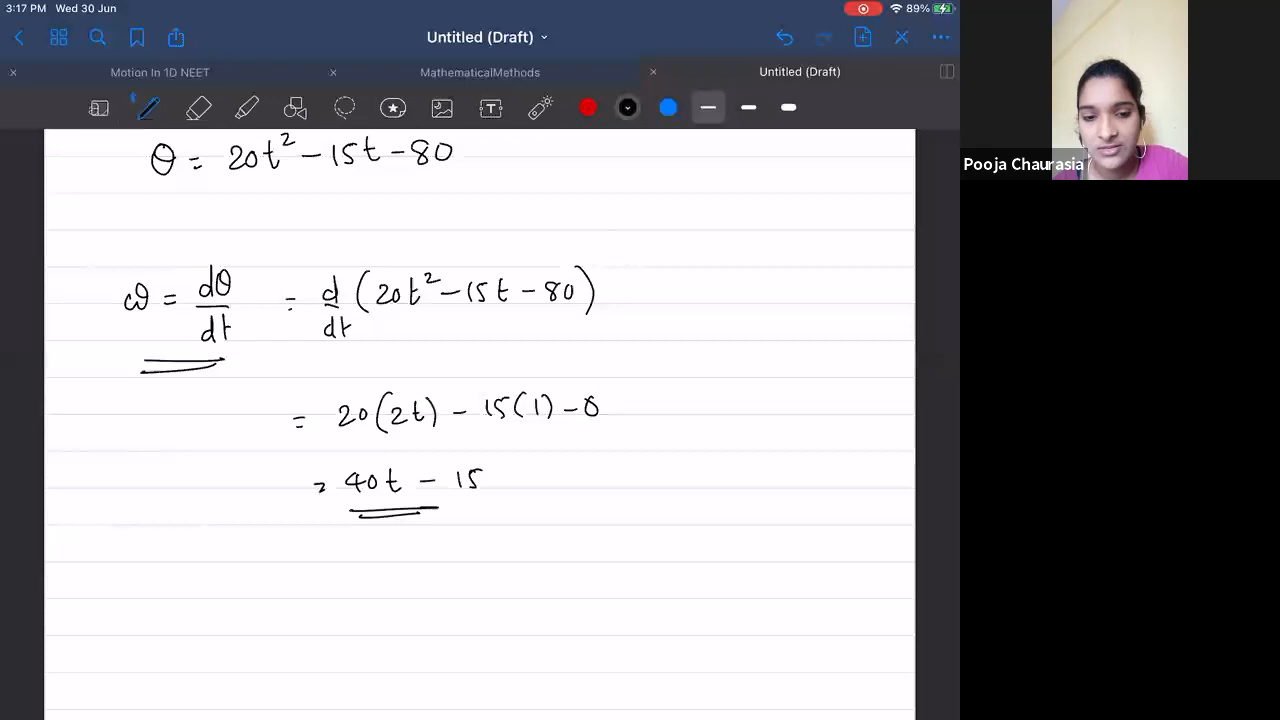 3:17 PM Wed 30 Jun 89%
Untitled (Draft)
Motion In 1D NEET MathematicalMethods Untitled (Draft)
Pooja Chaurasia
θ = 20t² - 15t - 80
ω = dθ/dt = d/dt (20t² - 15t - 80)
= 20(2t) - 15(1) - 0
= 40t - 15